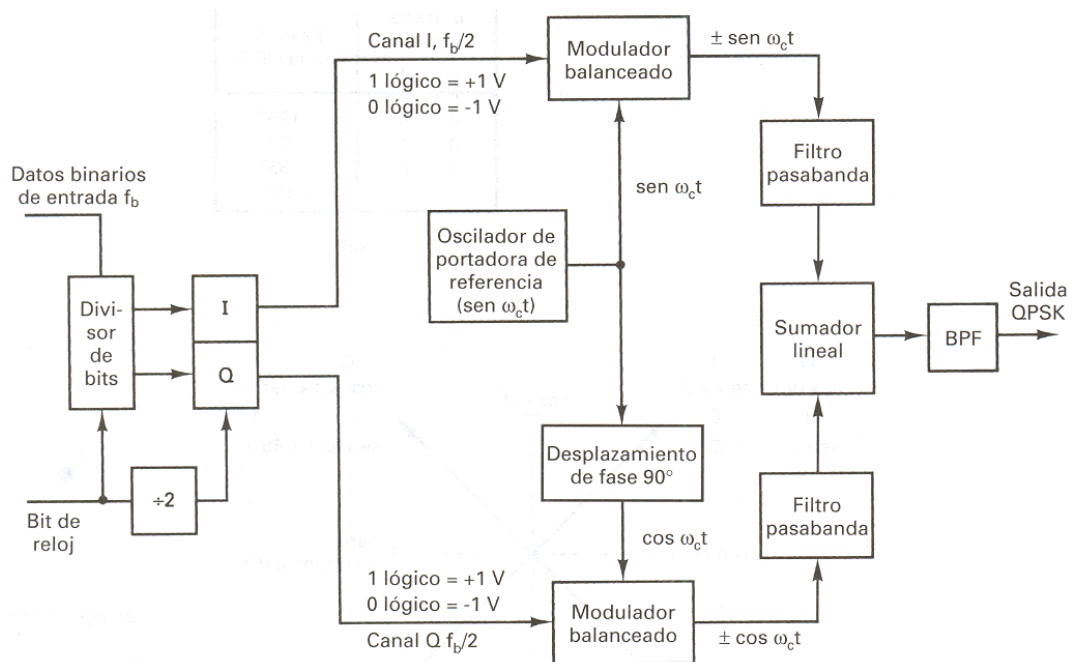 Canal I, f_b/2
1 lógico = +1 V
0 lógico = -1 V
Modulador
balanceado
± sen ω_ct
Filtro
pasabanda
sen ω_ct
Datos binarios
de entrada f_b
Oscilador de
portadora de
referencia
(sen ω_ct)
Divi-
sor
de
bits
I
Q
Sumador
lineal
BPF
Salida
QPSK
÷2
Bit de
reloj
Desplazamiento
de fase 90°
cos ω_ct
Filtro
pasabanda
1 lógico = +1 V
0 lógico = -1 V
Canal Q f_b/2
Modulador
balanceado
± cos ω_ct